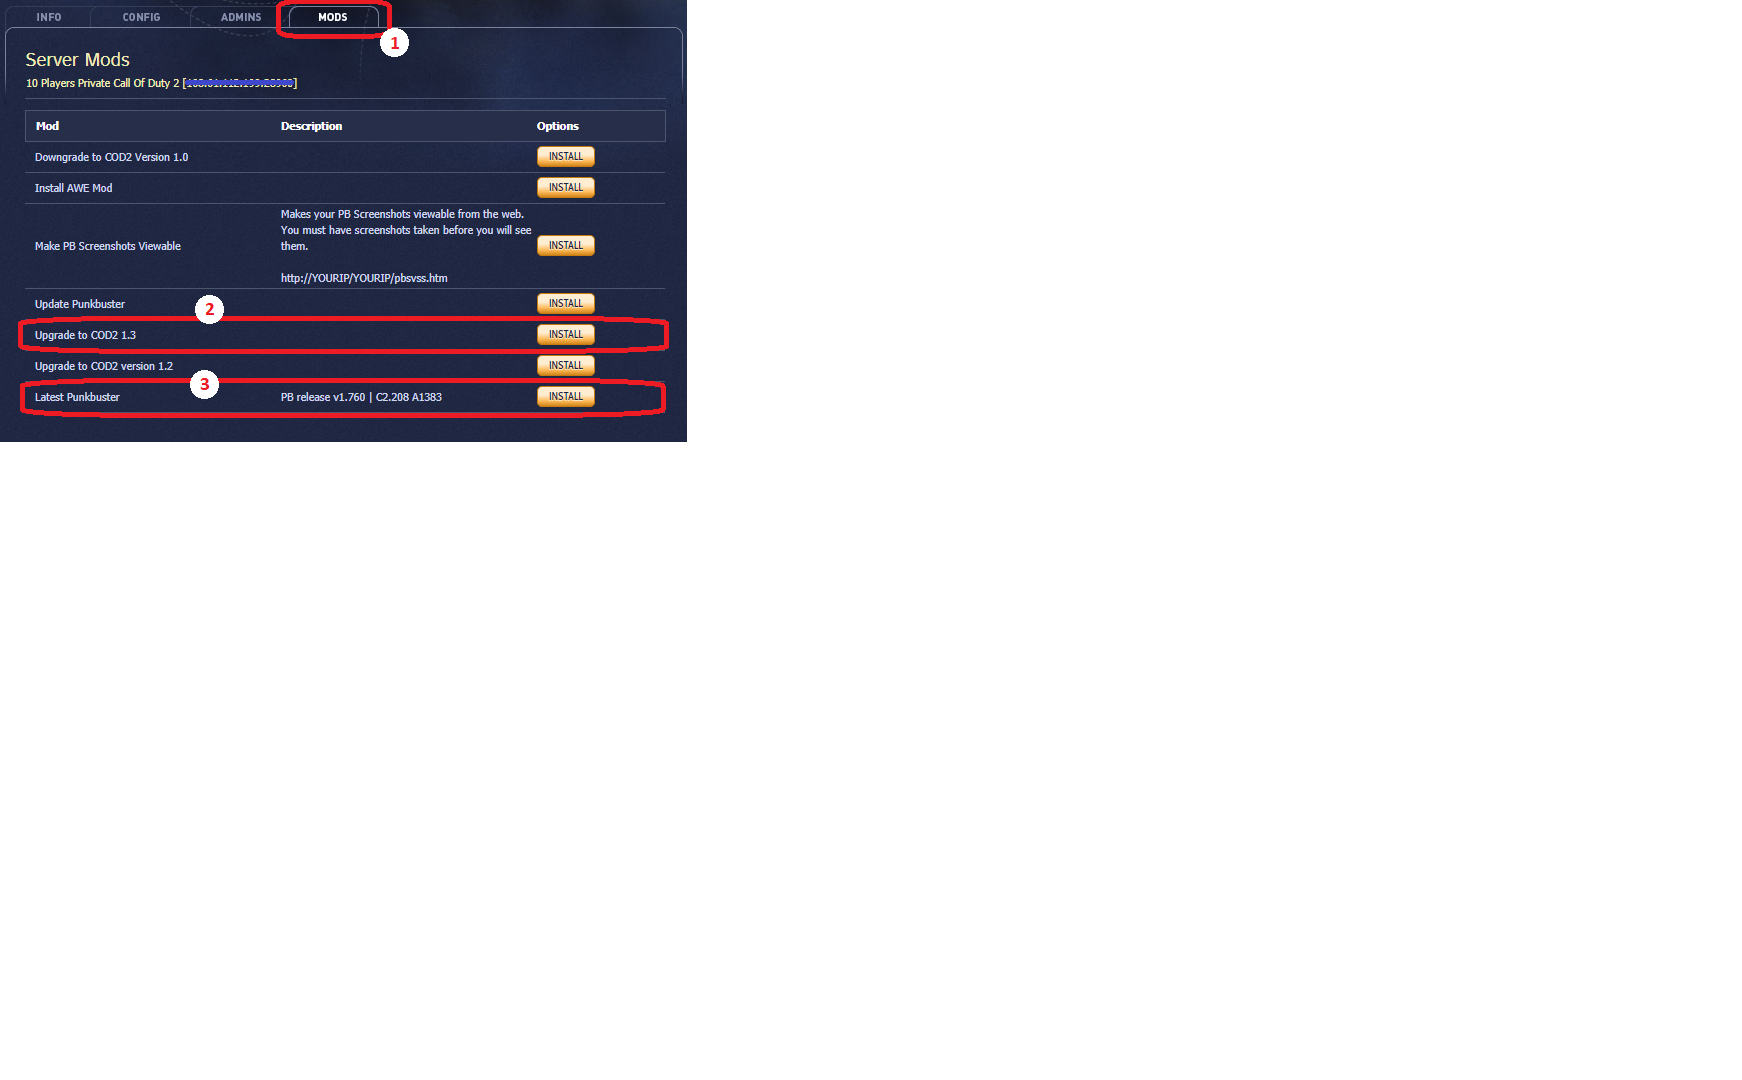 INFO CONFIG ADMINS MODS
1
Server Mods
10 Players Private Call Of Duty 2 [ ]
Mod Description Options
Downgrade to COD2 Version 1.0 INSTALL
Install AWE Mod INSTALL
Makes your PB Screenshots viewable from the web.
You must have screenshots taken before you will see
Make PB Screenshots Viewable them. INSTALL
http://YOURIP/YOURIP/pbsvss.htm
Update Punkbuster INSTALL
2
Upgrade to COD2 1.3 INSTALL
Upgrade to COD2 version 1.2 INSTALL
3
Latest Punkbuster PB release v1.760 | C2.208 A1383 INSTALL